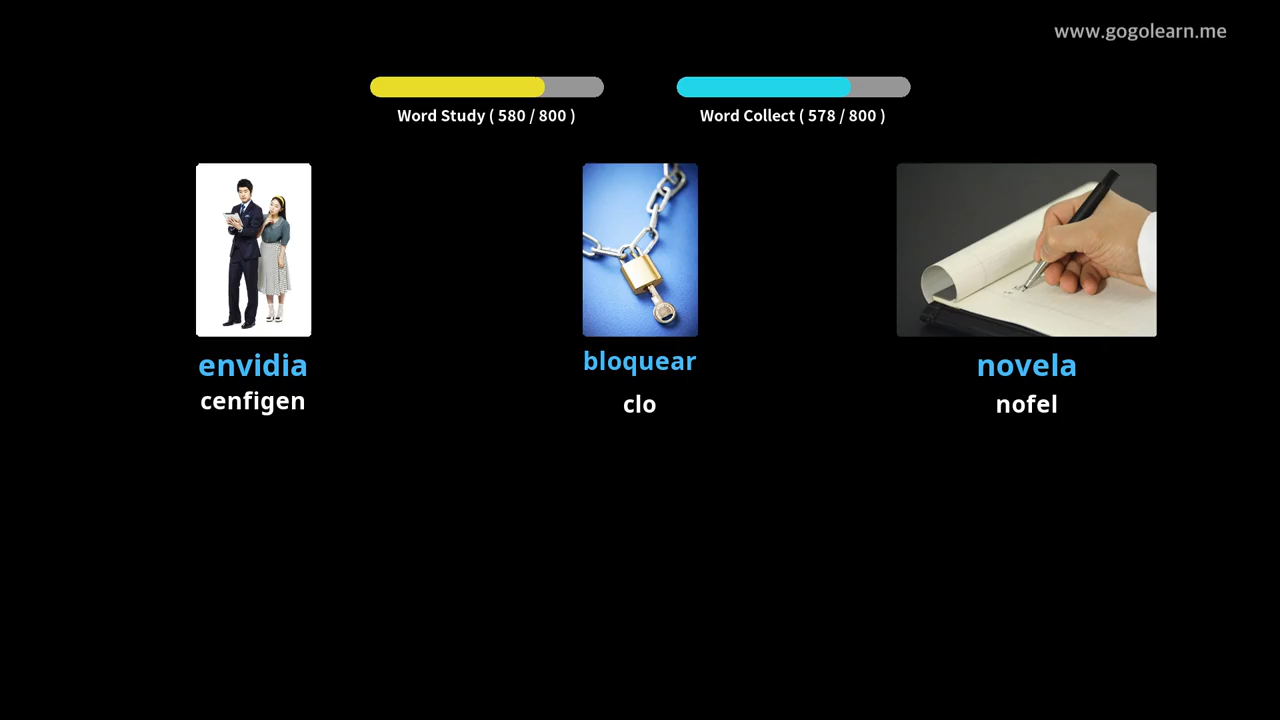 www.gogolearn.me
Word Study ( 580 / 800 )
Word Collect ( 578 / 800 )
envidia
cenfigen
bloquear
clo
novela
nofel